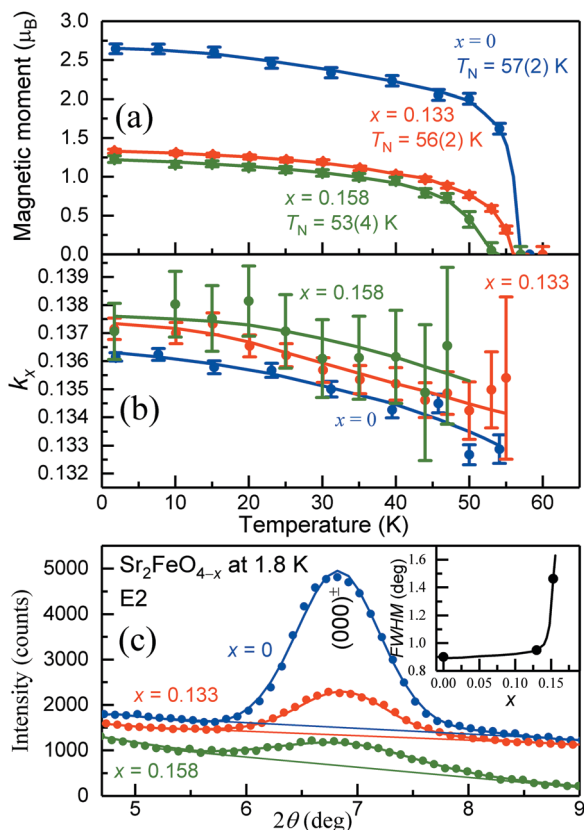 3.0
2.5
2.0
1.5
1.0
0.5
0.0
Magnetic moment (μB)
(a)
x = 0
TN = 57(2) K
x = 0.133
TN = 56(2) K
x = 0.158
TN = 53(4) K
0.139
0.138
0.137
0.136
0.135
0.134
0.133
0.132
kx
(b)
x = 0.158
x = 0.133
x = 0
0 10 20 30 40 50 60
Temperature (K)
5000
4000
3000
2000
1000
0
Intensity (counts)
Sr2FeO4−x at 1.8 K
E2
(c)
x = 0
(000)±
x = 0.133
x = 0.158
1.6
1.4
1.2
1.0
0.8
FWHM (deg)
0.00 0.05 0.10 0.15
x
5 6 7 8 9
2θ (deg)